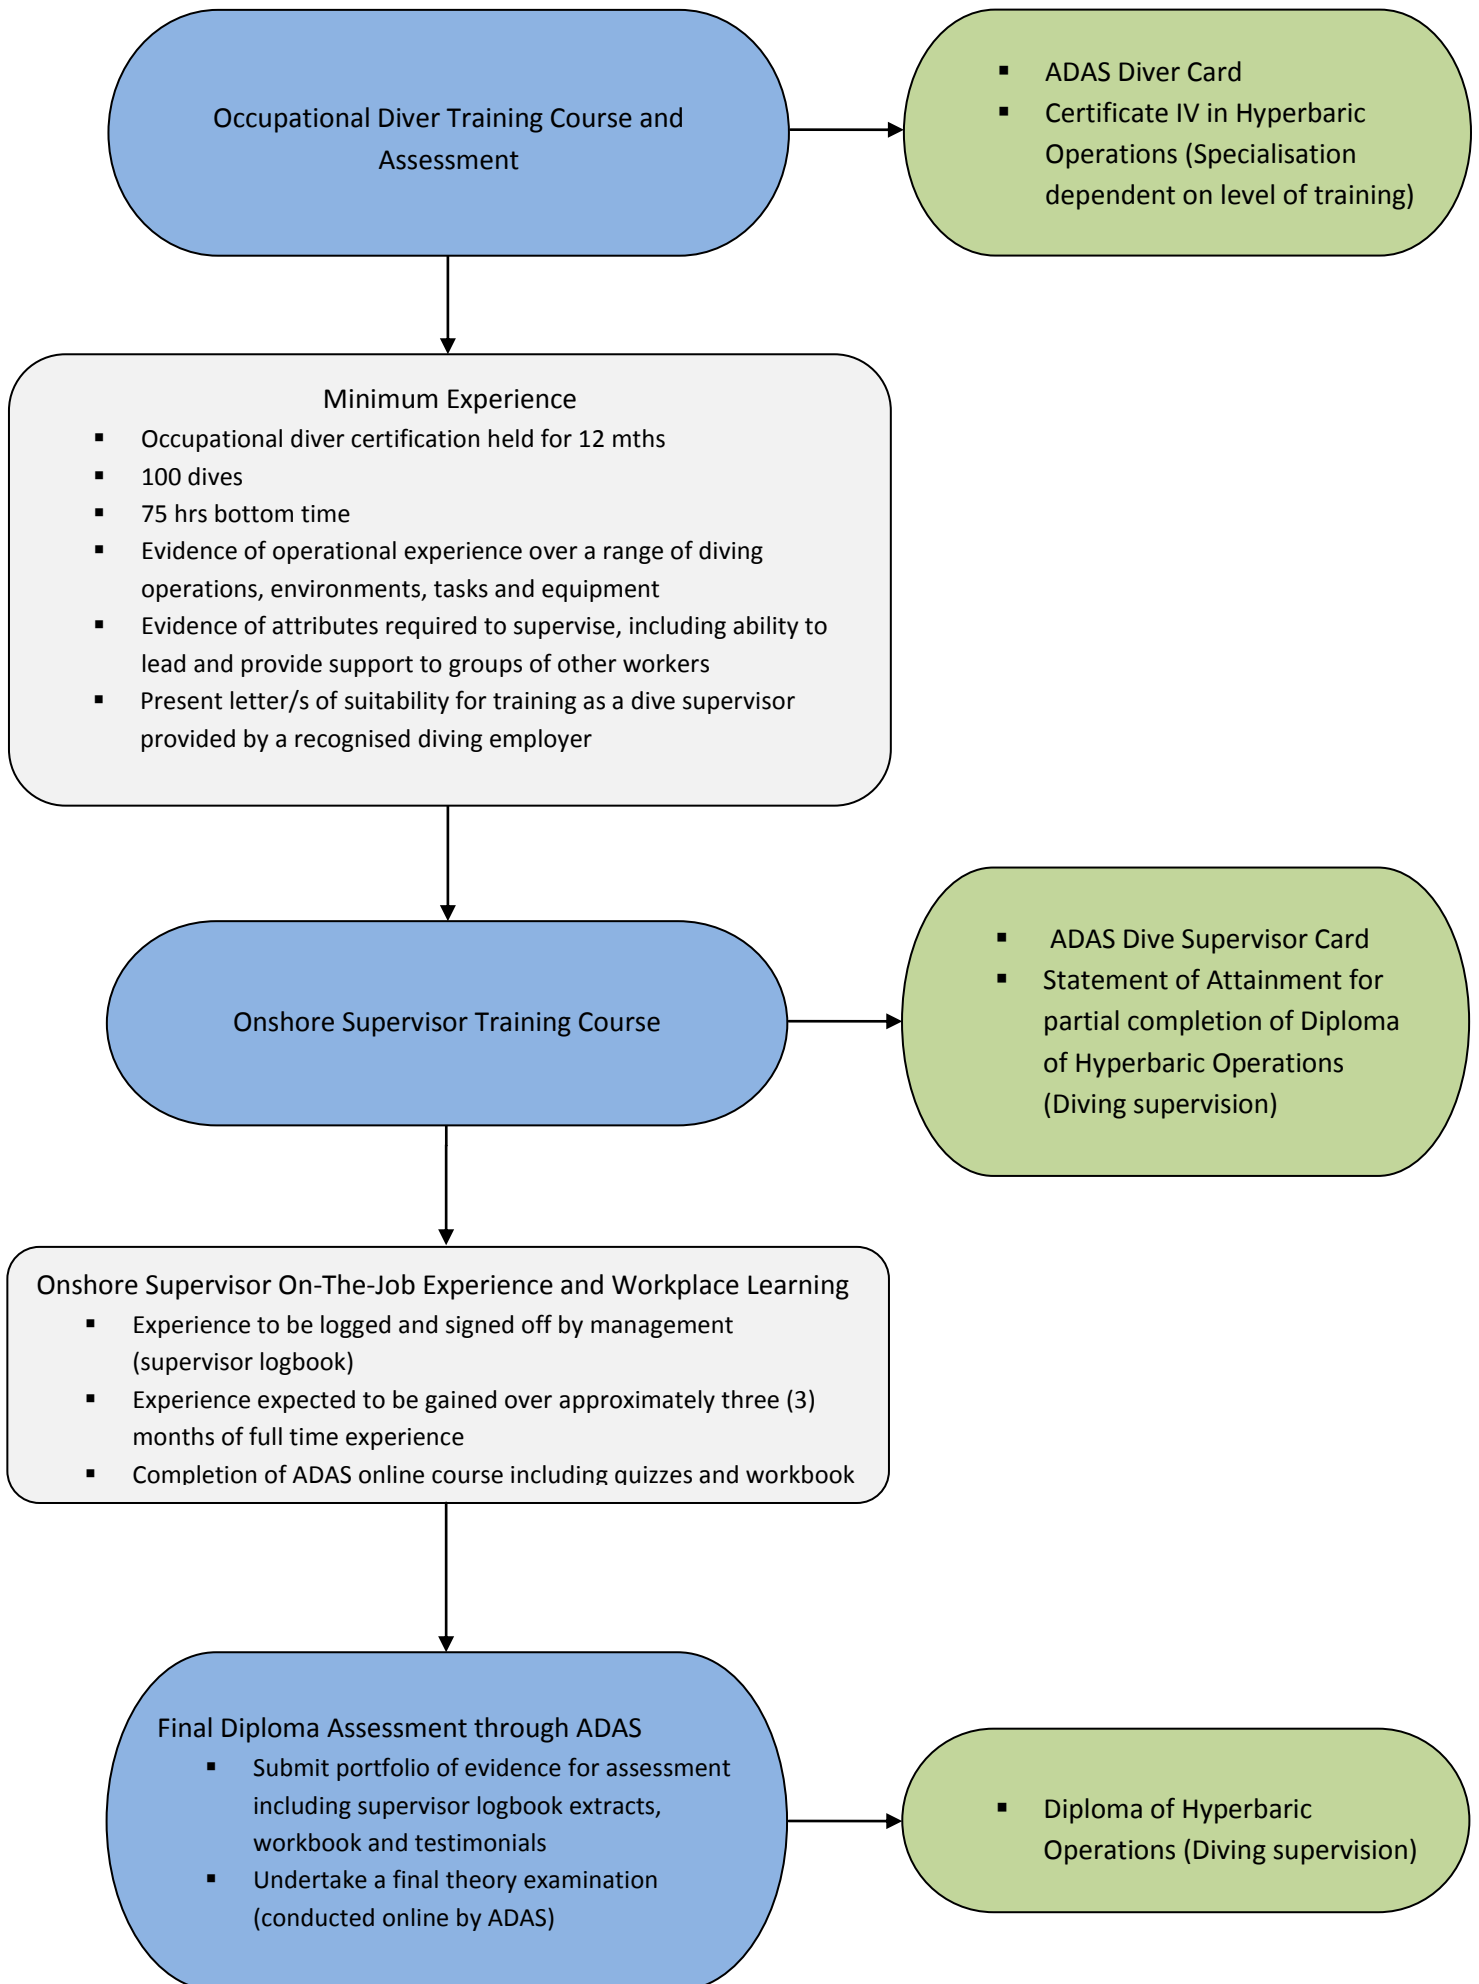 Occupational Diver Training Course and
Assessment
▪ ADAS Diver Card
▪ Certificate IV in Hyperbaric
Operations (Specialisation
dependent on level of training)
Minimum Experience
▪ Occupational diver certification held for 12 mths
▪ 100 dives
▪ 75 hrs bottom time
▪ Evidence of operational experience over a range of diving
operations, environments, tasks and equipment
▪ Evidence of attributes required to supervise, including ability to
lead and provide support to groups of other workers
▪ Present letter/s of suitability for training as a dive supervisor
provided by a recognised diving employer
Onshore Supervisor Training Course
▪ ADAS Dive Supervisor Card
▪ Statement of Attainment for
partial completion of Diploma
of Hyperbaric Operations
(Diving supervision)
Onshore Supervisor On-The-Job Experience and Workplace Learning
▪ Experience to be logged and signed off by management
(supervisor logbook)
▪ Experience expected to be gained over approximately three (3)
months of full time experience
▪ Completion of ADAS online course including quizzes and workbook
Final Diploma Assessment through ADAS
▪ Submit portfolio of evidence for assessment
including supervisor logbook extracts,
workbook and testimonials
▪ Undertake a final theory examination
(conducted online by ADAS)
▪ Diploma of Hyperbaric
Operations (Diving supervision)